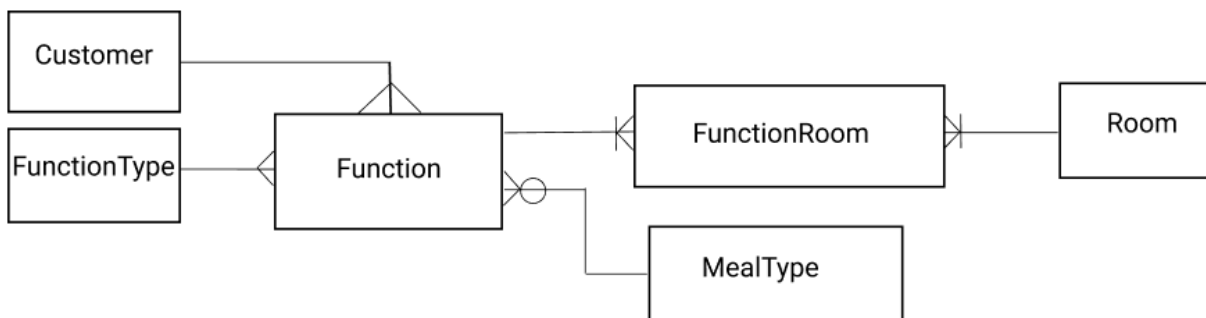 Customer
FunctionType
Function
FunctionRoom
Room
MealType